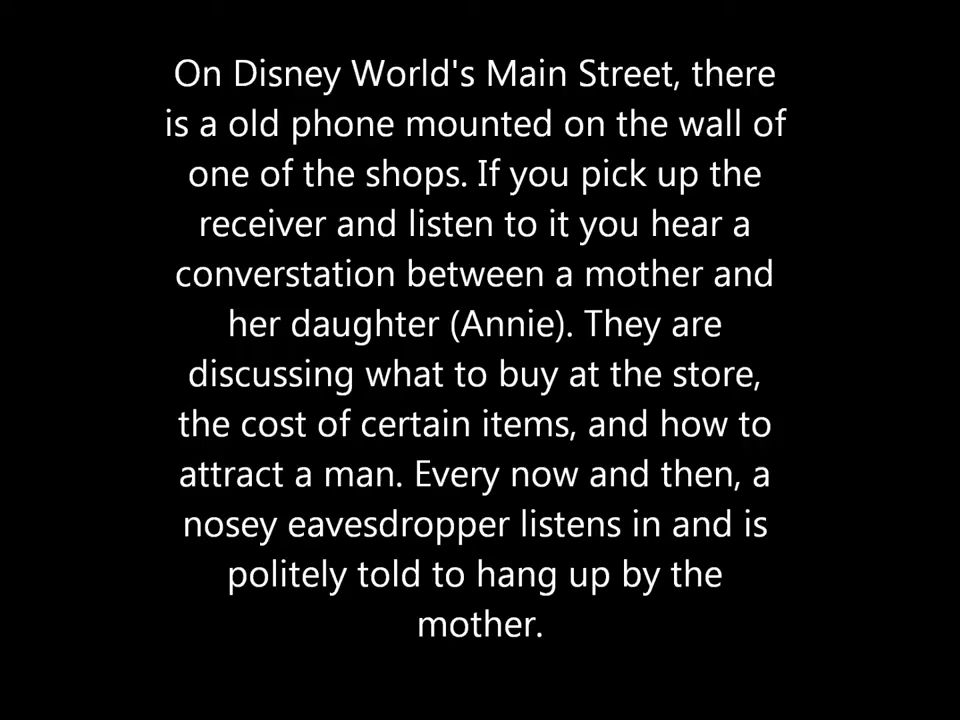 On Disney World's Main Street, there
is a old phone mounted on the wall of
one of the shops. If you pick up the
receiver and listen to it you hear a
converstation between a mother and
her daughter (Annie). They are
discussing what to buy at the store,
the cost of certain items, and how to
attract a man. Every now and then, a
nosey eavesdropper listens in and is
politely told to hang up by the
mother.